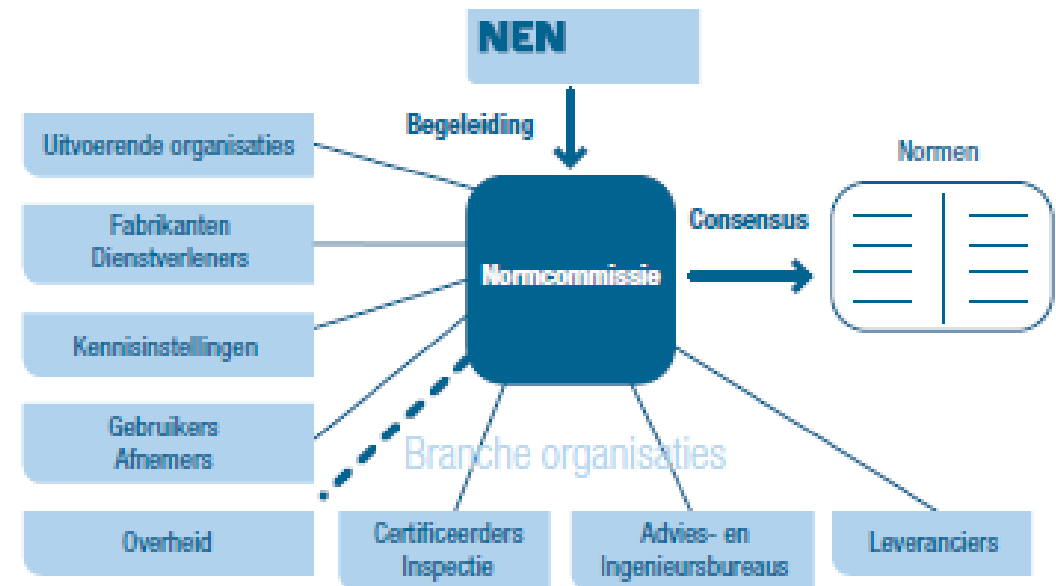 NEN
Begeleiding
Uitvoerende organisaties
Normen
Fabrikanten
Dienstverleners
Consensus
Normcommissie
Kennisinstellingen
Gebruikers
Afnemers
Branche organisaties
Overheid
Certificeerders
Inspectie
Advies- en
Ingenieursbureaus
Leveranciers